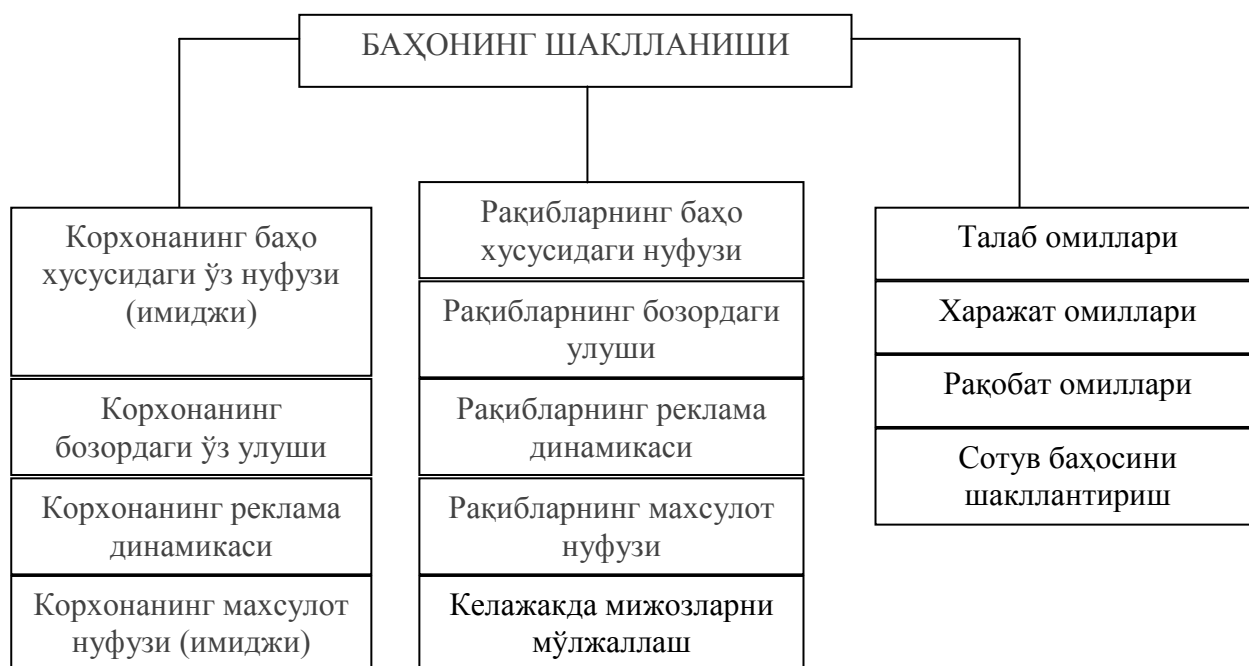 БАҲОНИНГ ШАКЛЛАНИШИ
Корхонанинг баҳо
хусусидаги ўз нуфузи
(имиджи)
Корхонанинг
бозордаги ўз улуши
Корхонанинг реклама
динамикаси
Корхонанинг махсулот
нуфузи (имиджи)
Рақибларнинг баҳо
хусусидаги нуфузи
Рақибларнинг бозордаги
улуши
Рақибларнинг реклама
динамикаси
Рақибларнинг махсулот
нуфузи
Келажакда мижозларни
мўлжаллаш
Талаб омиллари
Харажат омиллари
Рақобат омиллари
Сотув баҳосини
шакллантириш